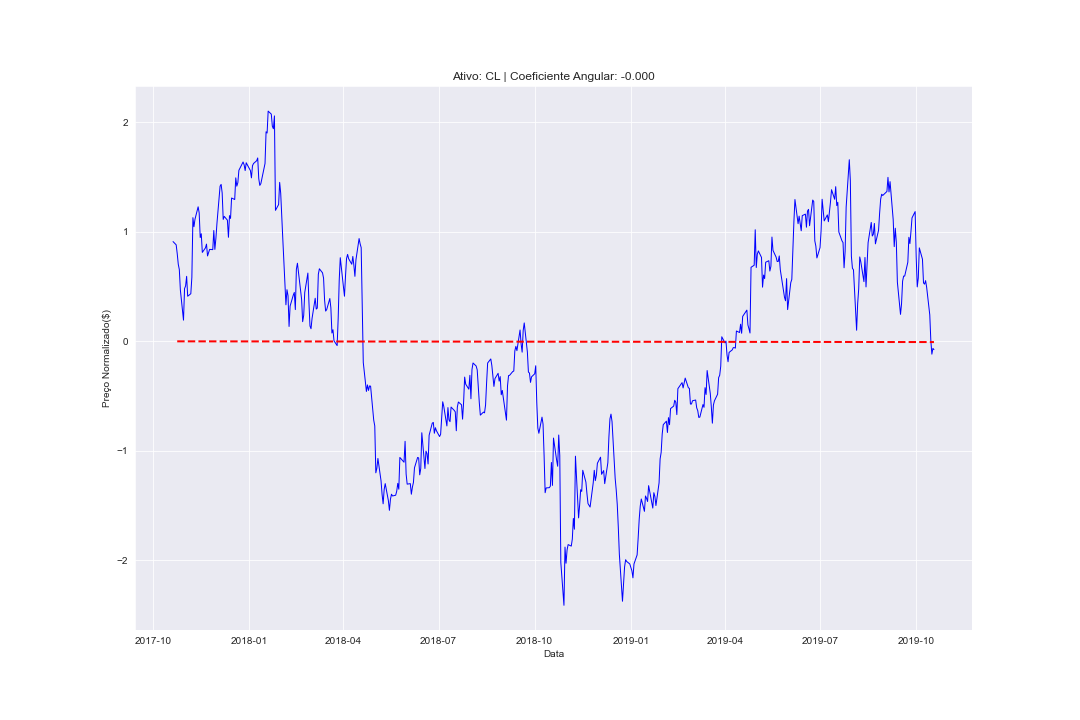 Ativo: CL | Coeficiente Angular: -0.000
Preço Normalizado($)
2
1
0
−1
−2
2017-10 2018-01 2018-04 2018-07 2018-10 2019-01 2019-04 2019-07 2019-10
Data